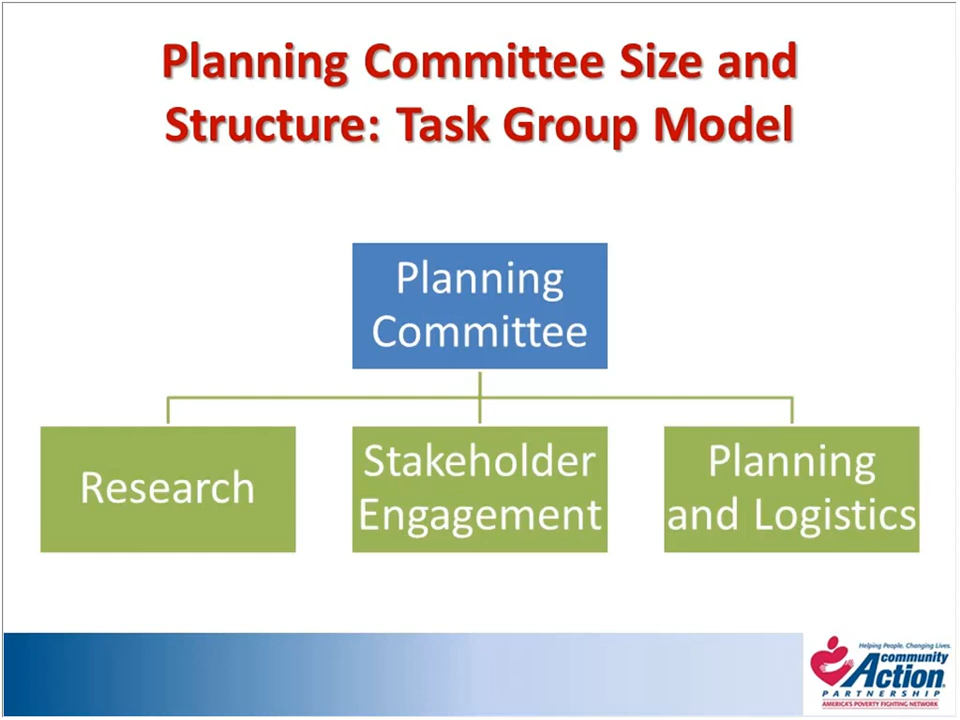 Planning Committee Size and
Structure: Task Group Model
Planning
Committee
Research
Stakeholder
Engagement
Planning
and Logistics
Helping People. Changing Lives.
community
Action
PARTNERSHIP
AMERICA'S POVERTY FIGHTING NETWORK